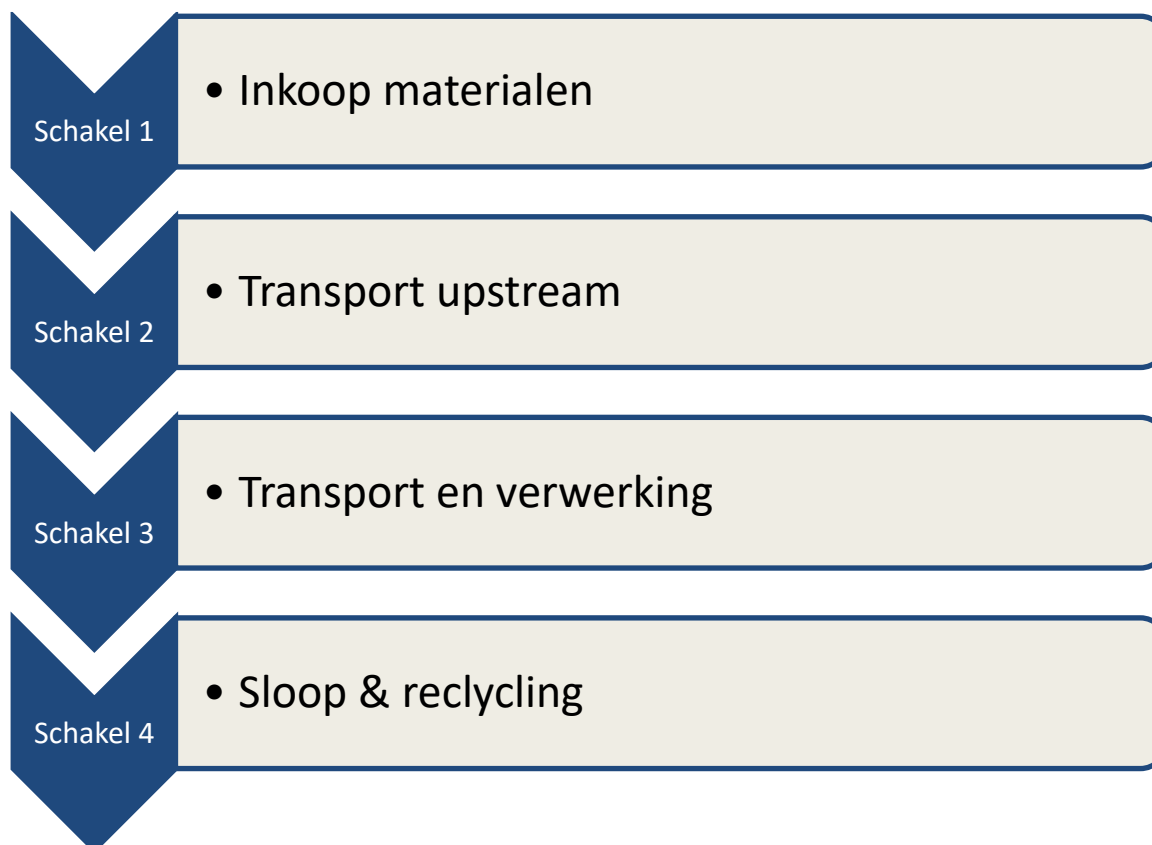 Schakel 1
• Inkoop materialen
Schakel 2
• Transport upstream
Schakel 3
• Transport en verwerking
Schakel 4
• Sloop & reclycling